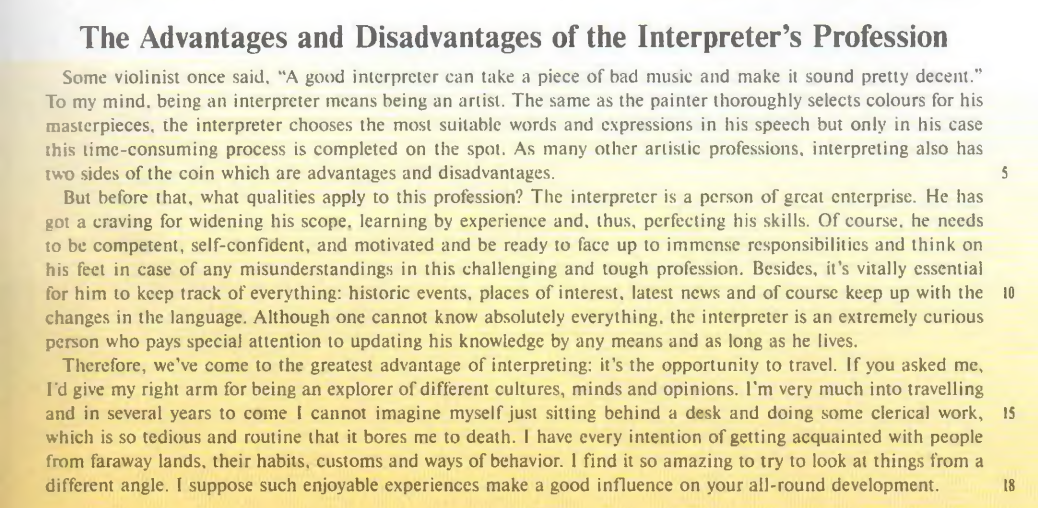 The Advantages and Disadvantages of the Interpreter's Profession
Some violinist once said, "A good interpreter can take a piece of bad music and make it sound pretty decent."
To my mind, being an interpreter means being an artist. The same as the painter thoroughly selects colours for his
masterpieces, the interpreter chooses the most suitable words and expressions in his speech but only in his case
this time-consuming process is completed on the spot. As many other artistic professions, interpreting also has
two sides of the coin which are advantages and disadvantages. 5
But before that, what qualities apply to this profession? The interpreter is a person of great enterprise. He has
got a craving for widening his scope, learning by experience and, thus, perfecting his skills. Of course, he needs
to be competent, self-confident, and motivated and be ready to face up to immense responsibilities and think on
his feet in case of any misunderstandings in this challenging and tough profession. Besides, it's vitally essential
for him to keep track of everything: historic events, places of interest, latest news and of course keep up with the 10
changes in the language. Although one cannot know absolutely everything, the interpreter is an extremely curious
person who pays special attention to updating his knowledge by any means and as long as he lives.
Therefore, we've come to the greatest advantage of interpreting: it's the opportunity to travel. If you asked me,
I'd give my right arm for being an explorer of different cultures, minds and opinions. I'm very much into travelling
and in several years to come I cannot imagine myself just sitting behind a desk and doing some clerical work, 15
which is so tedious and routine that it bores me to death. I have every intention of getting acquainted with people
from faraway lands, their habits, customs and ways of behavior. I find it so amazing to try to look at things from a
different angle. I suppose such enjoyable experiences make a good influence on your all-round development. 18